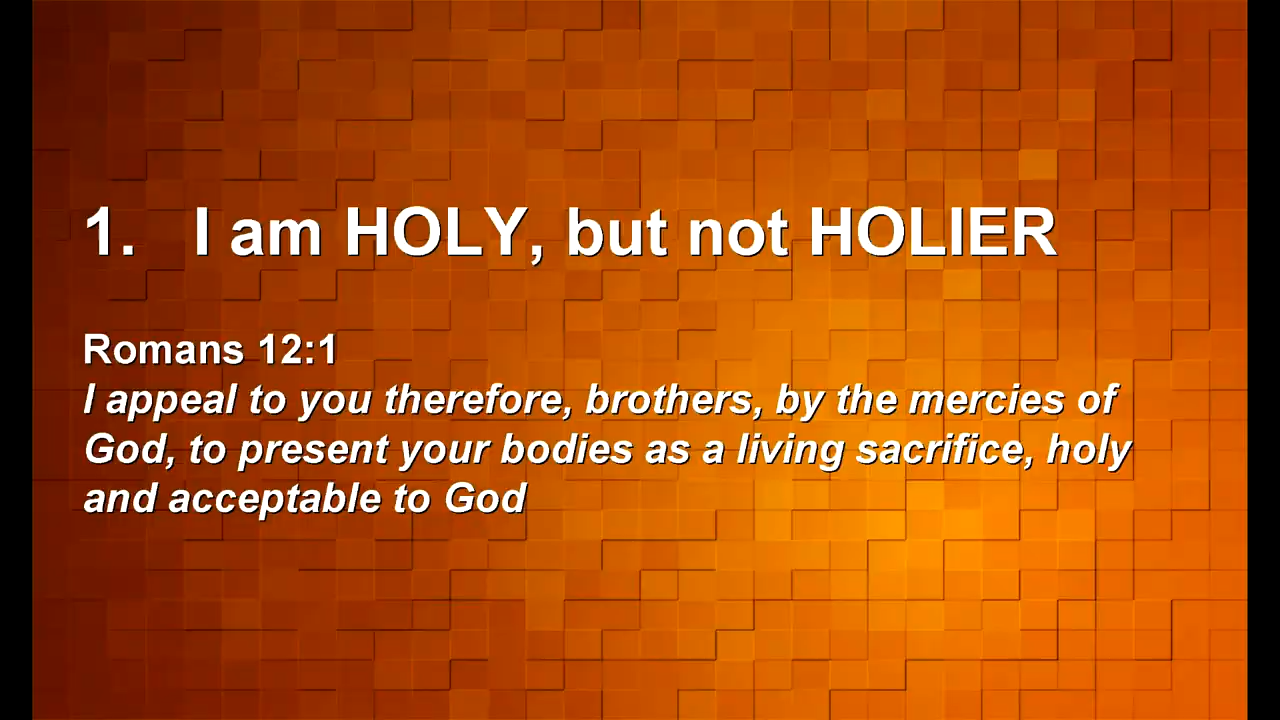 1. I am HOLY, but not HOLIER
Romans 12:1
I appeal to you therefore, brothers, by the mercies of
God, to present your bodies as a living sacrifice, holy
and acceptable to God